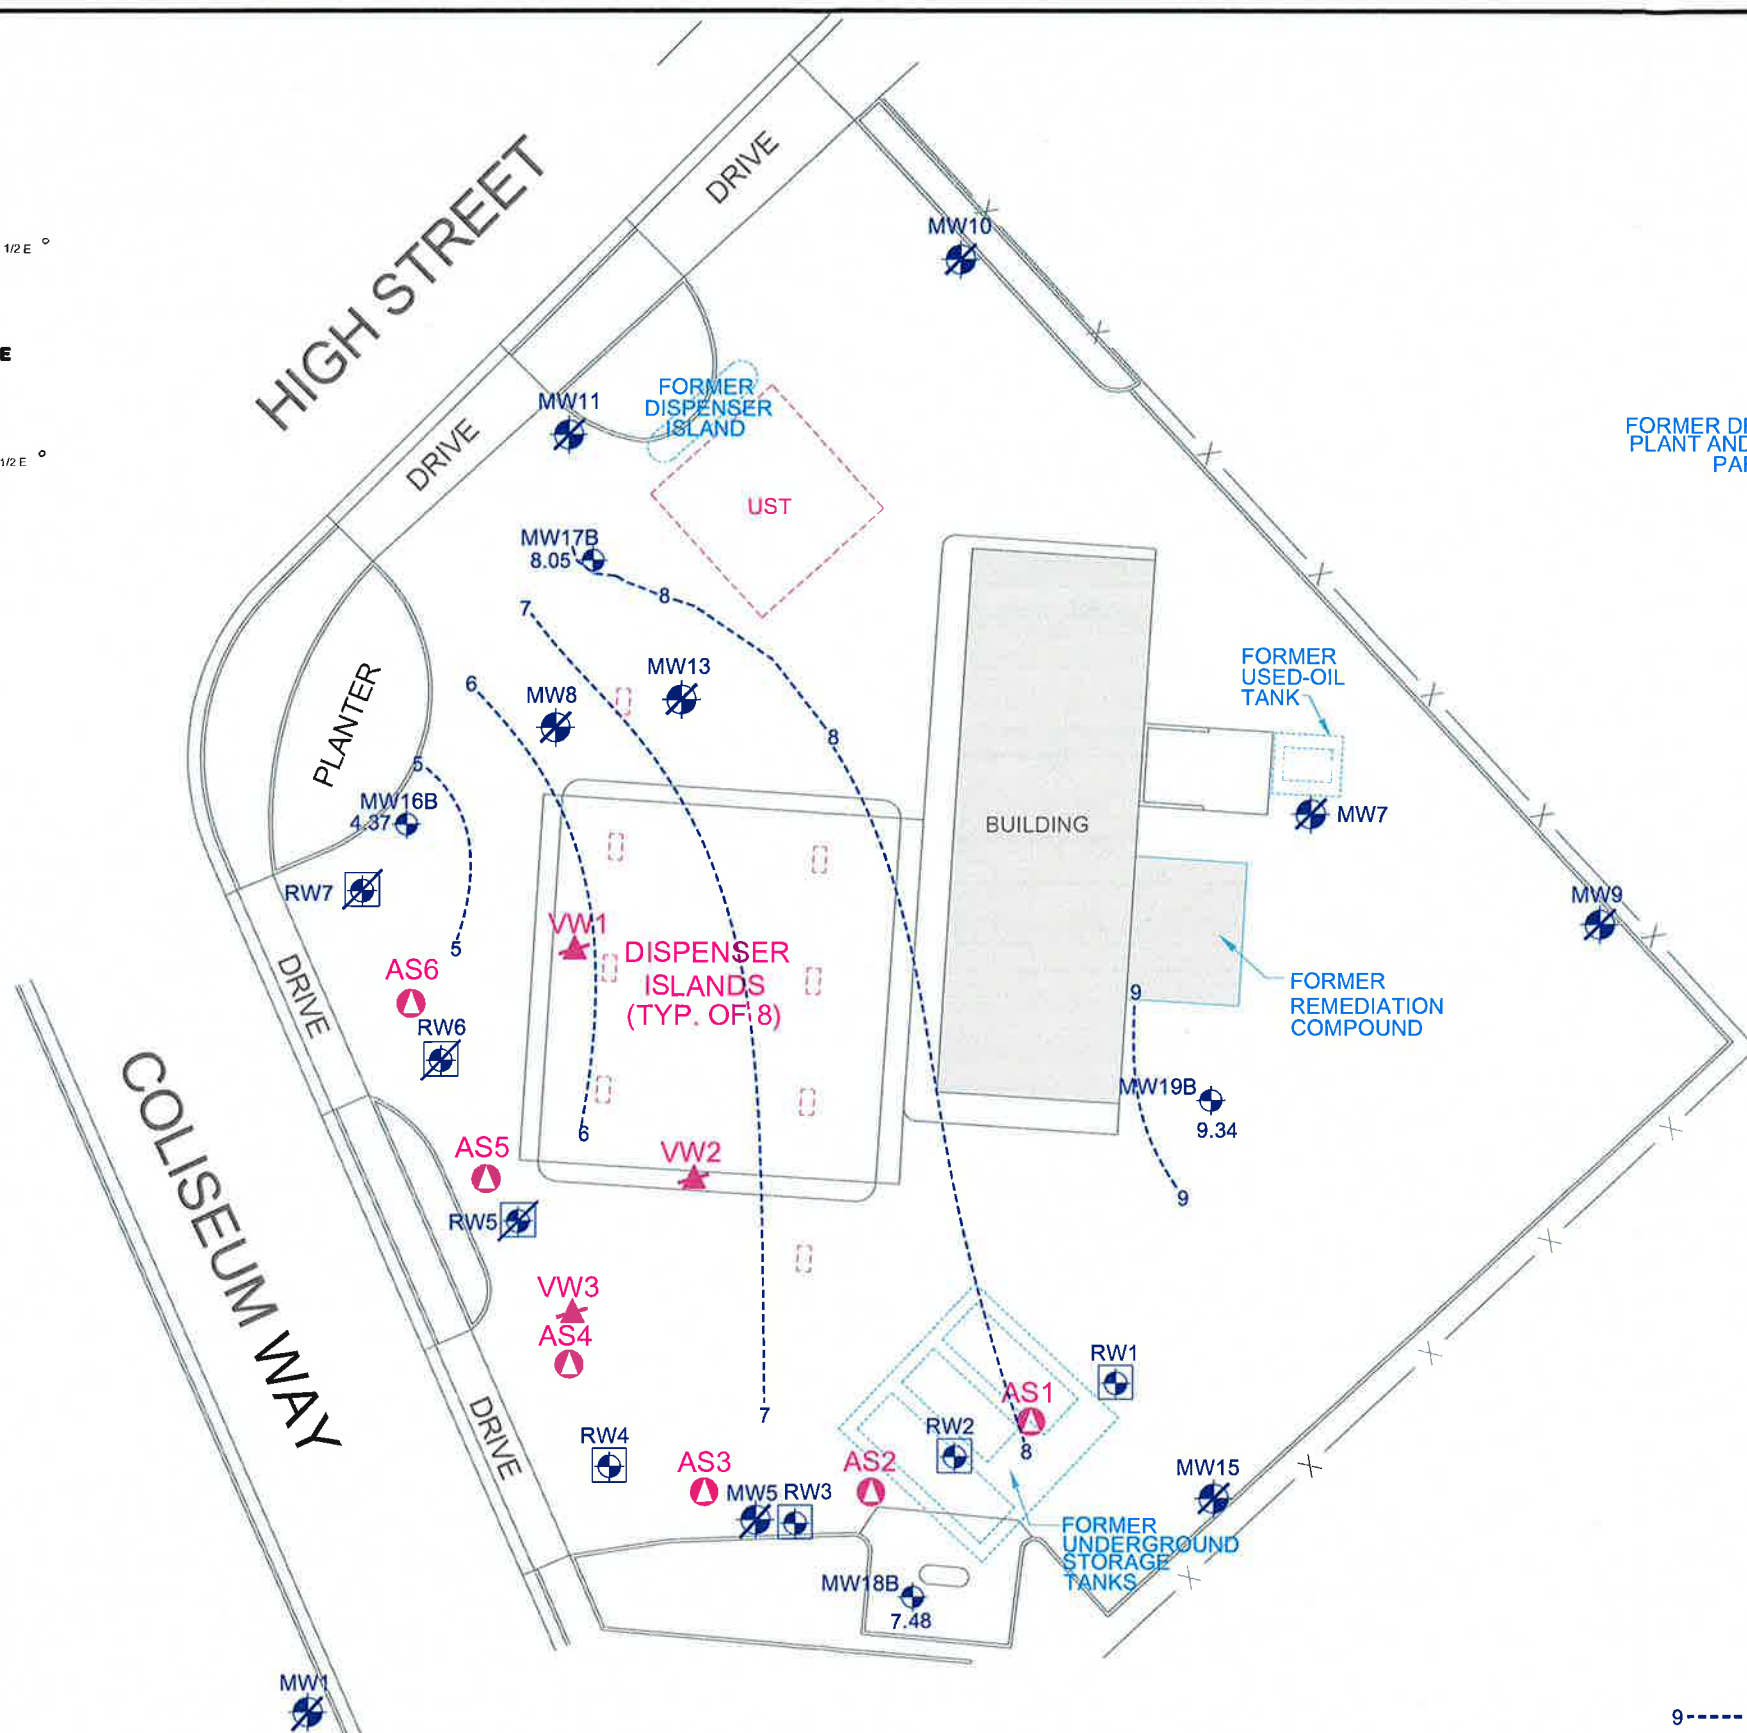 1/2 E °
E
1/2 E °
HIGH STREET
DRIVE
MW10
FORMER
DISPENSER
ISLAND
MW11
DRIVE
UST
MW17B
8.05
8
7
MW13
6
MW8
8
PLANTER
5
MW16B
4.37
RW7
5
AS6
RW6
DRIVE
VW1
DISPENSER
ISLANDS
(TYP. OF 8)
6
BUILDING
FORMER
USED-OIL
TANK
MW7
MW9
FORMER
REMEDIATION
COMPOUND
9
MW19B
9.34
9
COLISEUM WAY
AS5
RW5
VW2
VW3
AS4
DRIVE
7
RW4
AS3
MW5
RW3
AS2
RW2
AS1
8
RW1
MW15
FORMER
UNDERGROUND
STORAGE
TANKS
MW18B
7.48
MW1
9
FORMER
PLANT AND